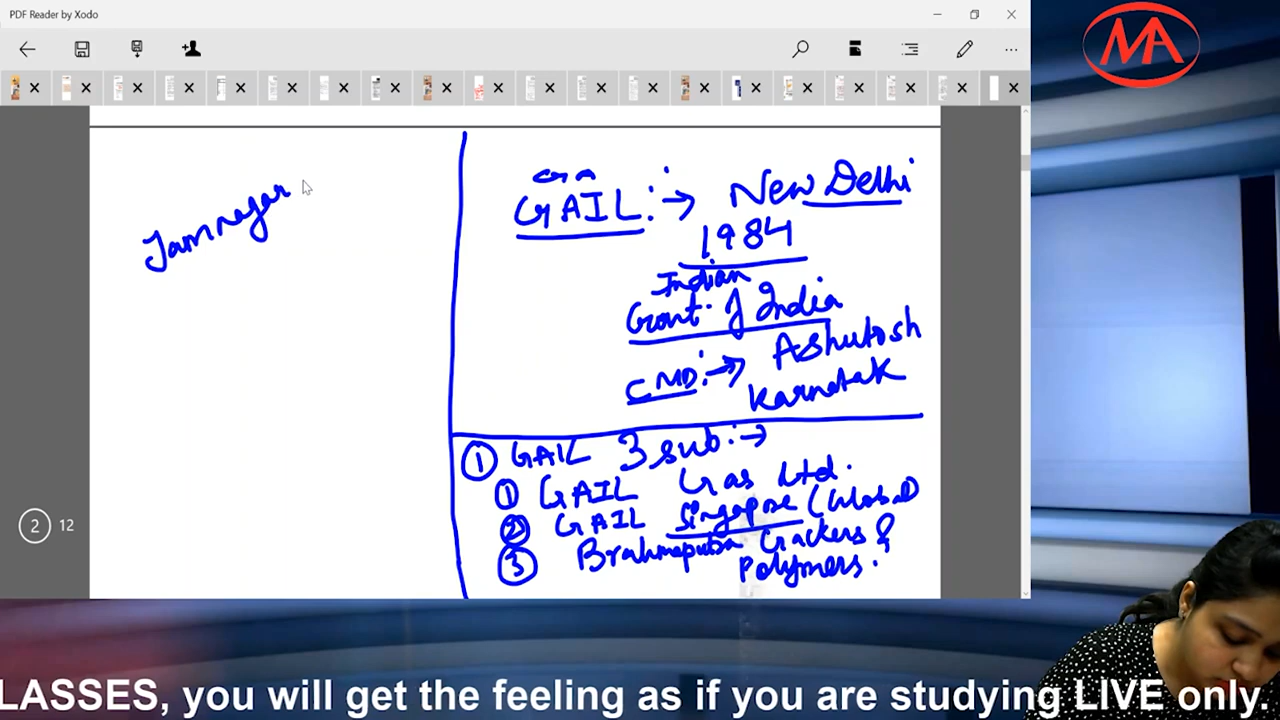 PDF Reader by Xodo
MA
Jamnagar
GAIL : → New Delhi
1984
Indian
Govt. of India
CMD : → Ashutosh
Karnatak
① GAIL 3 sub : →
① GAIL Gas Ltd.
② GAIL Singapore (Global)
③ Brahmaputra Crackers &
Polymers.
2 12
LASSES, you will get the feeling as if you are studying LIVE only.